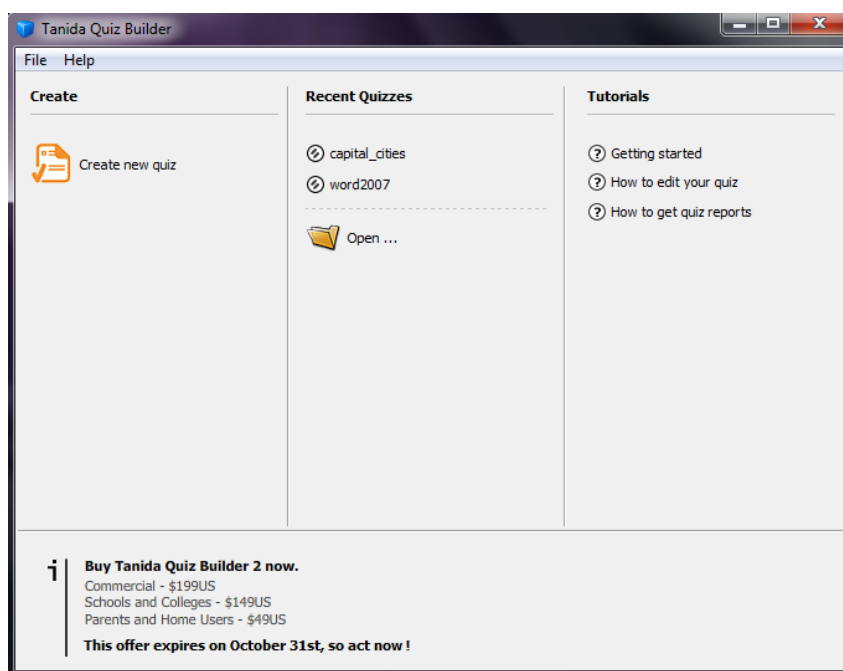 Tanida Quiz Builder
File Help
Create
Create new quiz
Recent Quizzes
capital_cities
word2007
Open ...
Tutorials
Getting started
How to edit your quiz
How to get quiz reports
Buy Tanida Quiz Builder 2 now.
Commercial - $199US
Schools and Colleges - $149US
Parents and Home Users - $49US
This offer expires on October 31st, so act now !